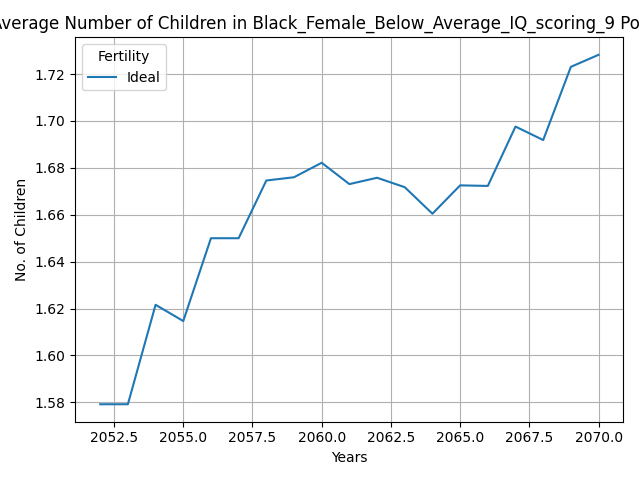 Average Number of Children in Black_Female_Below_Average_IQ_scoring_9 Po
Fertility
Ideal
1.72
1.70
1.68
1.66
1.64
1.62
1.60
1.58
No. of Children
2052.5 2055.0 2057.5 2060.0 2062.5 2065.0 2067.5 2070.0
Years